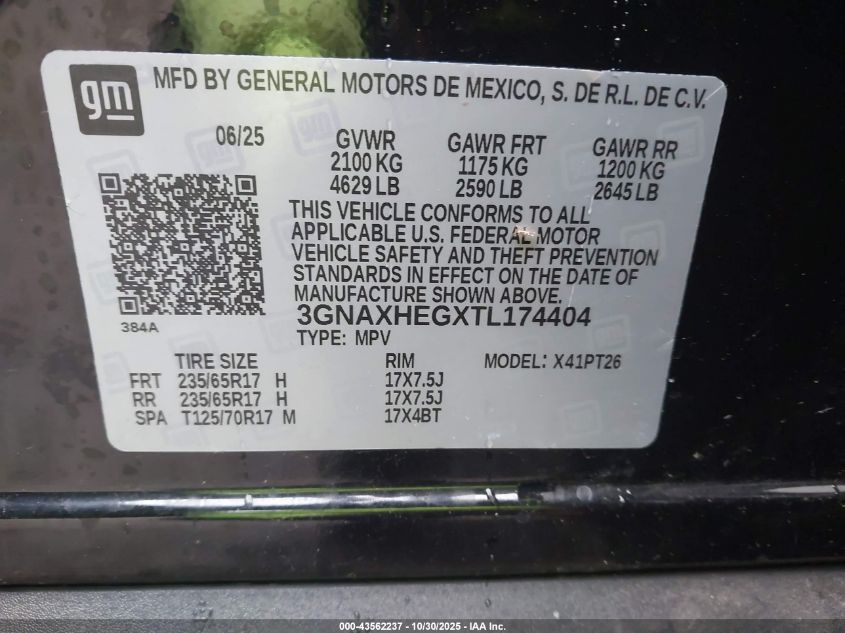 gm
MFD BY GENERAL MOTORS DE MEXICO, S. DE R.L. DE C.V.
06/25 GVWR GAWR FRT GAWR RR
2100 KG 1175 KG 1200 KG
4629 LB 2590 LB 2645 LB
THIS VEHICLE CONFORMS TO ALL
APPLICABLE U.S. FEDERAL MOTOR
VEHICLE SAFETY AND THEFT PREVENTION
STANDARDS IN EFFECT ON THE DATE OF
MANUFACTURE SHOWN ABOVE.
384A
3GNAXHEGXTL174404
TYPE: MPV
TIRE SIZE RIM MODEL: X41PT26
FRT 235/65R17 H 17X7.5J
RR 235/65R17 H 17X7.5J
SPA T125/70R17 M 17X4BT
000-43562237 - 10/30/2025 - IAA Inc.